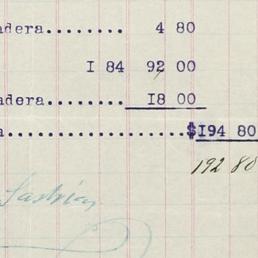 adera........ 4 80
I 84 92 00
adera........ I8 00
a....................$I94 80
192 80